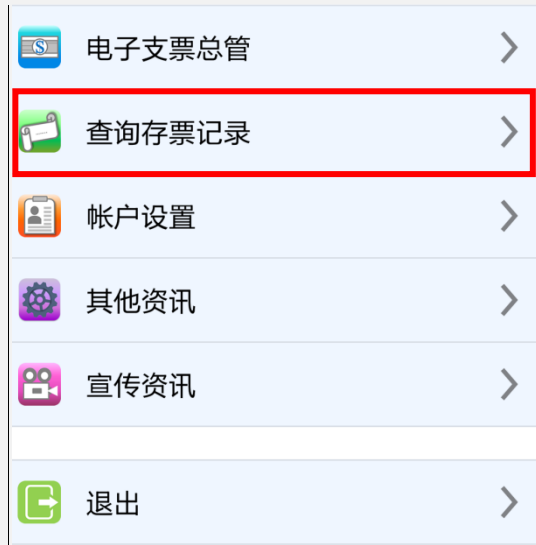 电子支票总管
查询存票记录
帐户设置
其他资讯
宣传资讯
退出